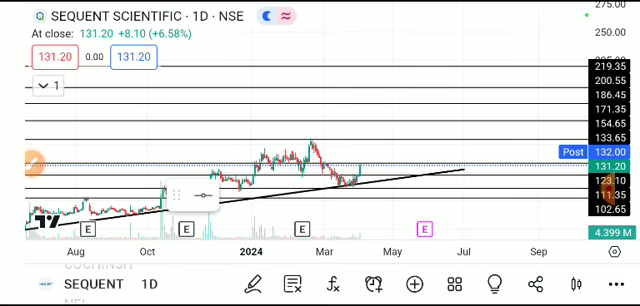 SEQUENT SCIENTIFIC · 1D · NSE
275.00
250.00
225.00
At close: 131.20 +8.10 (+6.58%)
131.20 0.00 131.20
1
219.35
200.55
186.45
171.35
154.65
133.65
Post 132.00
131.20
123.10
111.35
102.65
4.399 M
E E E E
Aug Oct 2024 Mar May Jul Sep
SEQUENT 1D